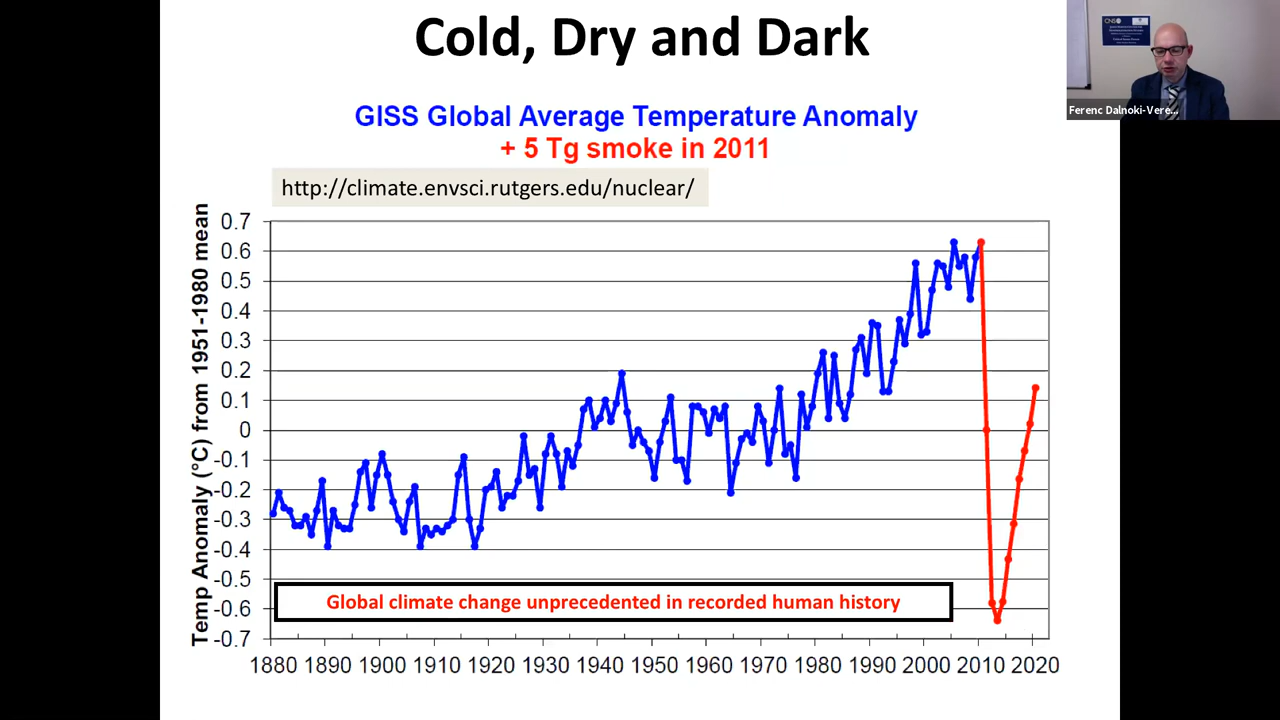 Cold, Dry and Dark
GISS Global Average Temperature Anomaly
+ 5 Tg smoke in 2011
http://climate.envsci.rutgers.edu/nuclear/
Temp Anomaly (°C) from 1951-1980 mean
0.7
0.6
0.5
0.4
0.3
0.2
0.1
0
-0.1
-0.2
-0.3
-0.4
-0.5
-0.6
-0.7
Global climate change unprecedented in recorded human history
1880 1890 1900 1910 1920 1930 1940 1950 1960 1970 1980 1990 2000 2010 2020
CNS
Ferenc Dalnoki-Vere...